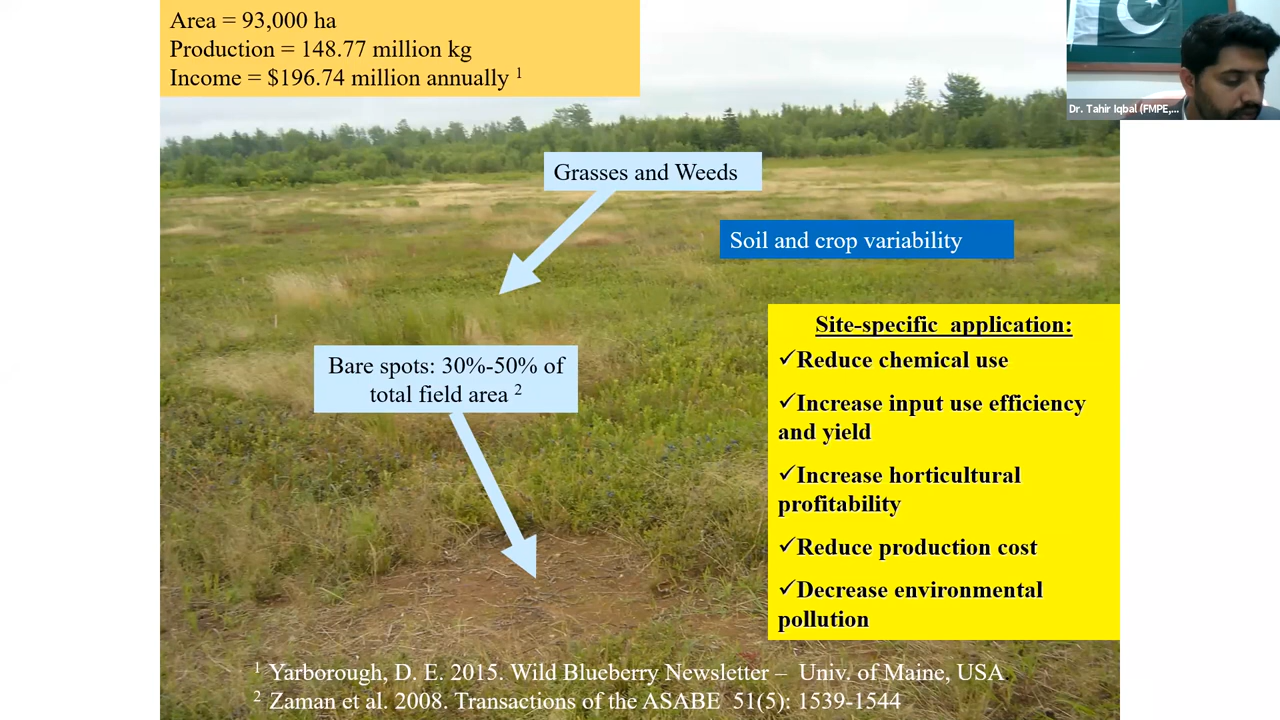 Area = 93,000 ha
Production = 148.77 million kg
Income = $196.74 million annually ¹
Dr. Tahir Iqbal (FMPE,...
Grasses and Weeds
Soil and crop variability
Bare spots: 30%-50% of
total field area ²
Site-specific application:
✓Reduce chemical use
✓Increase input use efficiency
and yield
✓Increase horticultural
profitability
✓Reduce production cost
✓Decrease environmental
pollution
¹ Yarborough, D. E. 2015. Wild Blueberry Newsletter – Univ. of Maine, USA
² Zaman et al. 2008. Transactions of the ASABE 51(5): 1539-1544